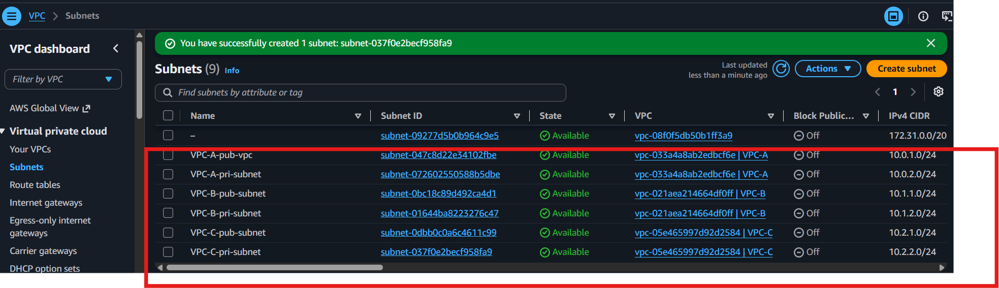 VPC > Subnets
VPC dashboard
Filter by VPC
AWS Global View
Virtual private cloud
Your VPCs
Subnets
Route tables
Internet gateways
Egress-only internet
gateways
Carrier gateways
DHCP option sets
You have successfully created 1 subnet: subnet-037f0e2becf958fa9
Subnets (9) Info
Last updated
less than a minute ago
Actions
Create subnet
Find subnets by attribute or tag
1
Name Subnet ID State VPC Block Public... IPv4 CIDR
– subnet-09277d5b0b964c9e5 Available vpc-08f0f5db50b1ff3a9 Off 172.31.0.0/20
VPC-A-pub-vpc subnet-047c8d22e34102fbe Available vpc-033a4a8ab2edbcf6e | VPC-A Off 10.0.1.0/24
VPC-A-pri-subnet subnet-072602550588b5dbe Available vpc-033a4a8ab2edbcf6e | VPC-A Off 10.0.2.0/24
VPC-B-pub-subnet subnet-0bc18c89d492ca4d1 Available vpc-021aea214664df0ff | VPC-B Off 10.1.1.0/24
VPC-B-pri-subnet subnet-01644ba8223276c47 Available vpc-021aea214664df0ff | VPC-B Off 10.1.2.0/24
VPC-C-pub-subnet subnet-0dbb0c0a6c4611c99 Available vpc-05e465997d92d2584 | VPC-C Off 10.2.1.0/24
VPC-C-pri-subnet subnet-037f0e2becf958fa9 Available vpc-05e465997d92d2584 | VPC-C Off 10.2.2.0/24